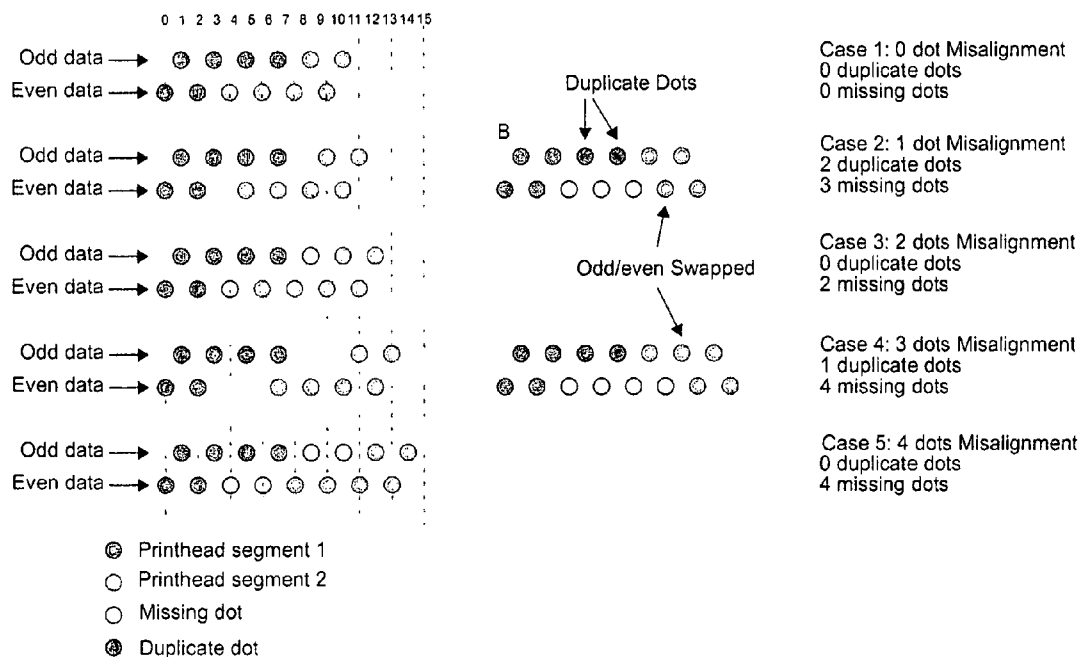 0 1 2 3 4 5 6 7 8 9 10 11 12 13 14 15
Odd data
Even data
Case 1: 0 dot Misalignment
0 duplicate dots
0 missing dots
Duplicate Dots
B
Odd data
Even data
Case 2: 1 dot Misalignment
2 duplicate dots
3 missing dots
Odd data
Even data
Case 3: 2 dots Misalignment
0 duplicate dots
2 missing dots
Odd/even Swapped
Odd data
Even data
Case 4: 3 dots Misalignment
1 duplicate dots
4 missing dots
Odd data
Even data
Case 5: 4 dots Misalignment
0 duplicate dots
4 missing dots
Printhead segment 1
Printhead segment 2
Missing dot
Duplicate dot